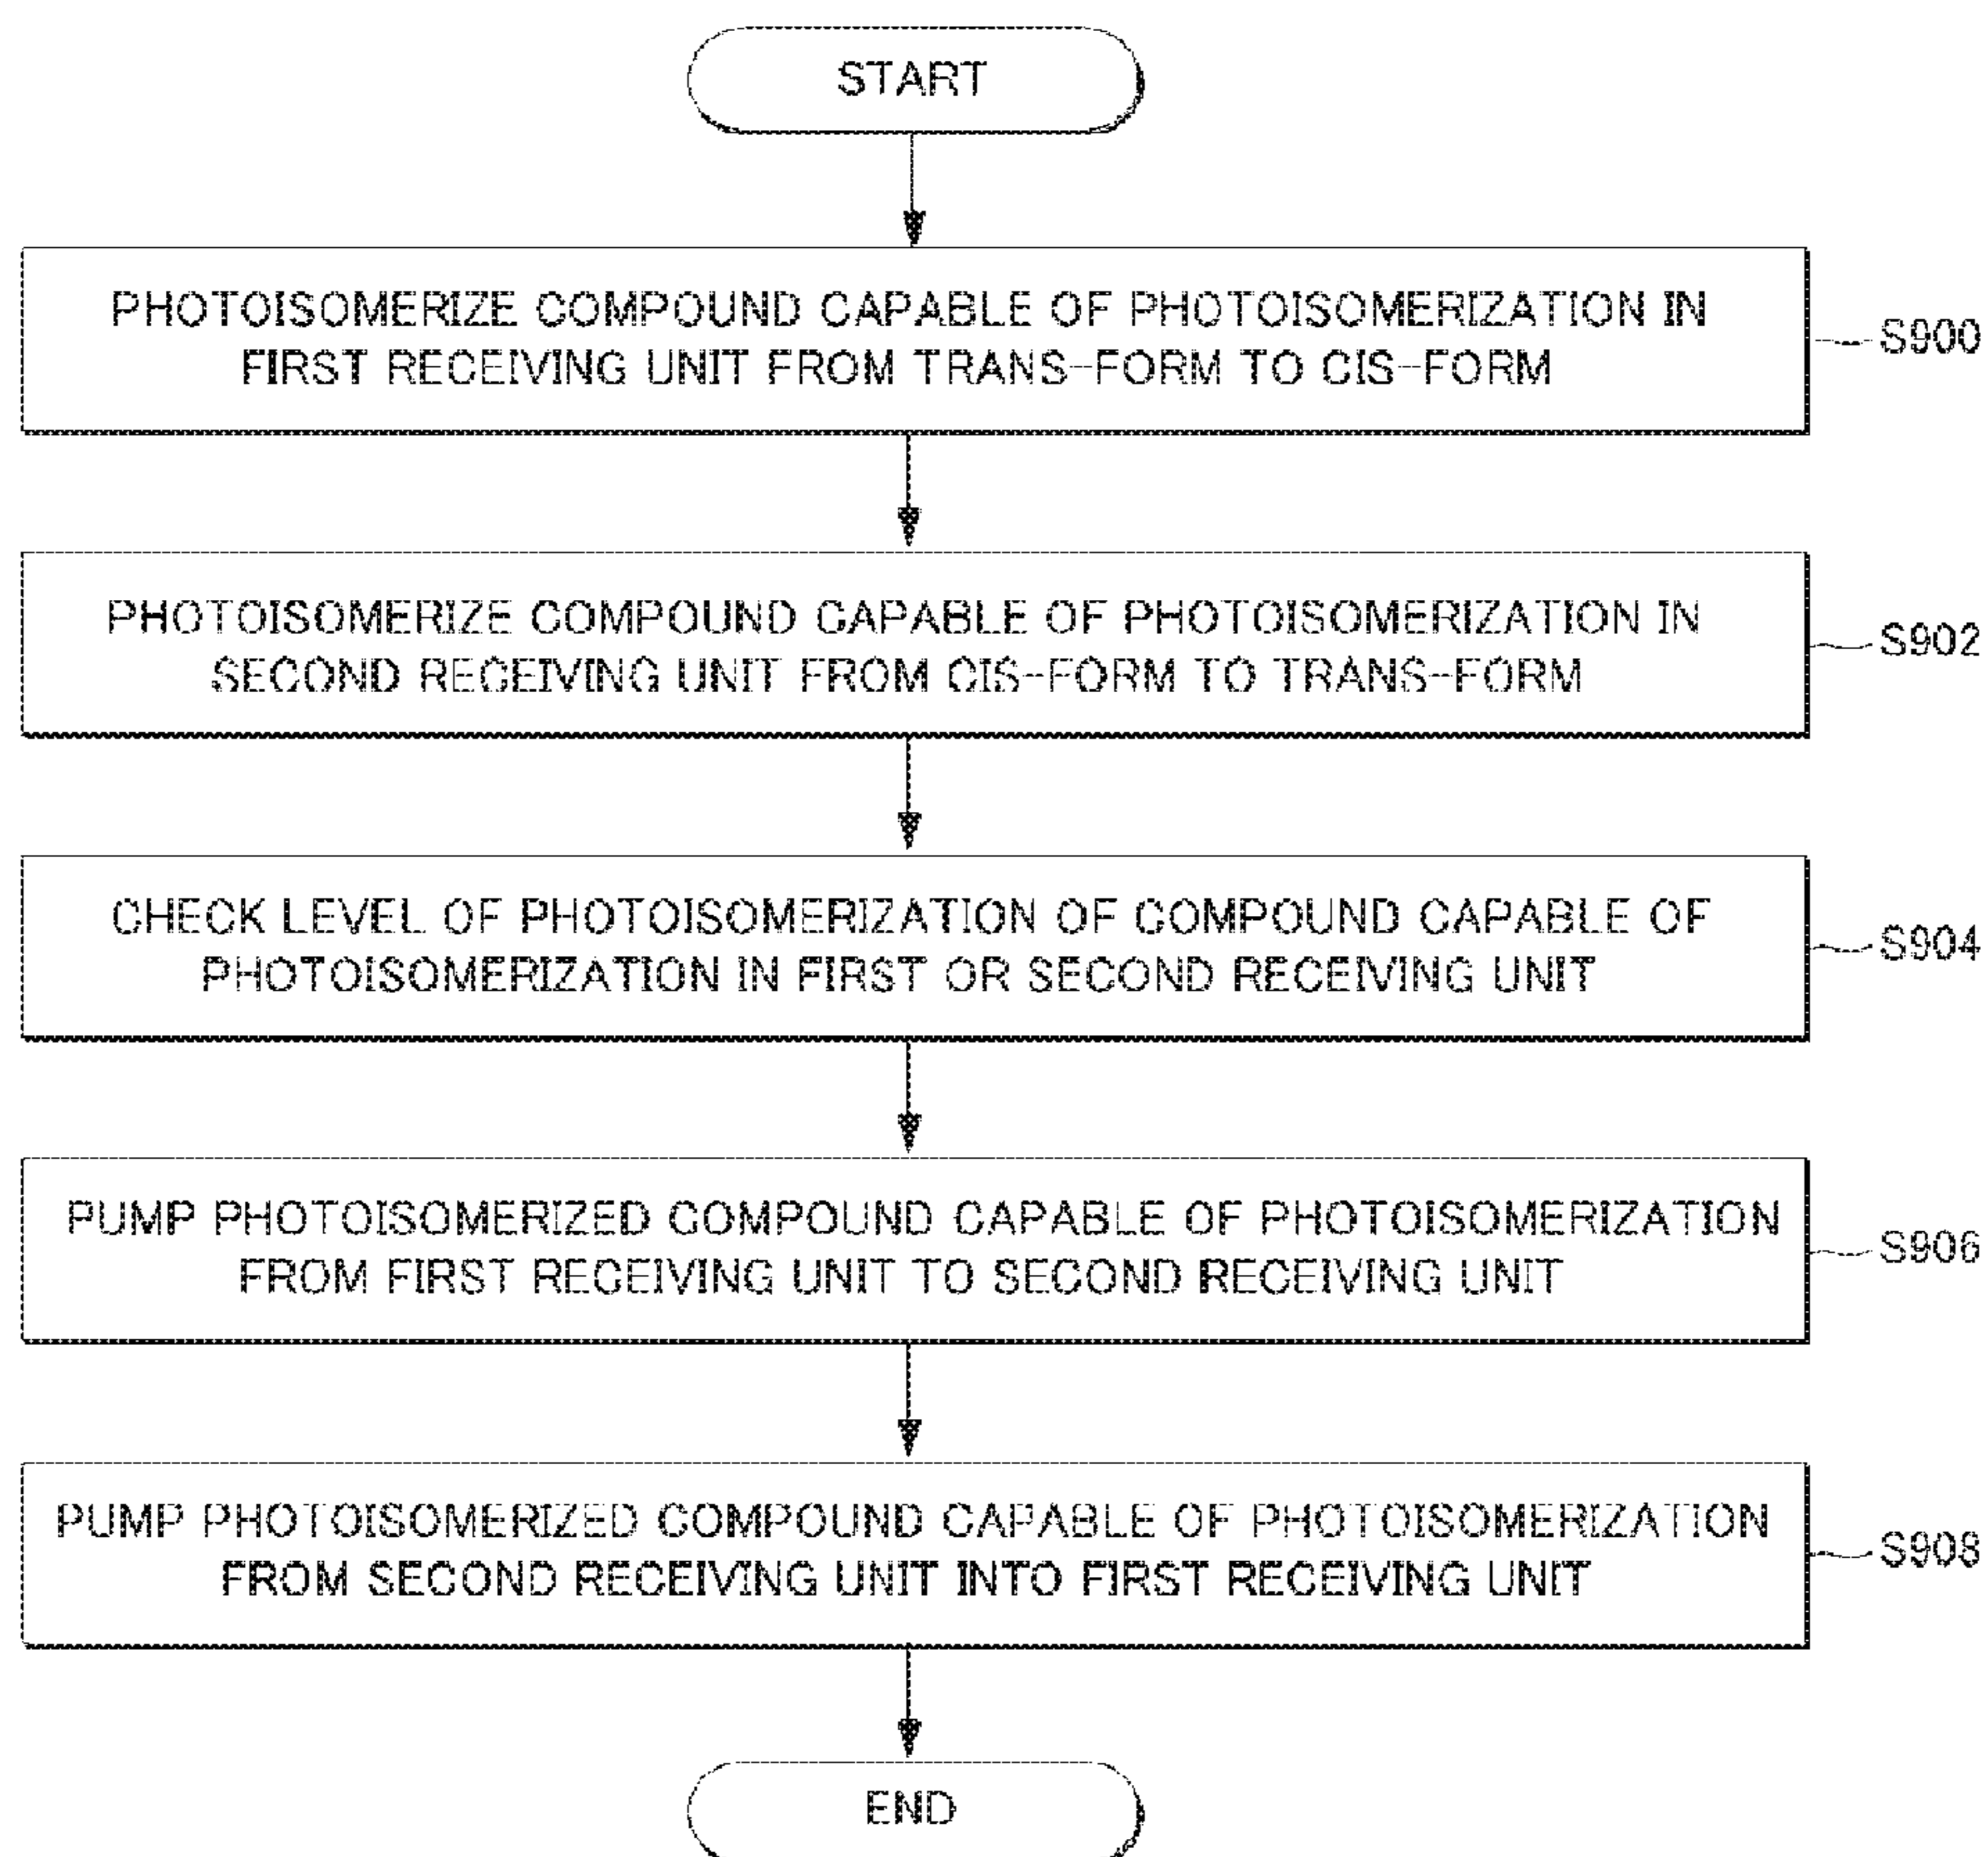 START
PHOTOISOMERIZE COMPOUND CAPABLE OF PHOTOISOMERIZATION IN
FIRST RECEIVING UNIT FROM TRANS-FORM TO CIS-FORM
S900
PHOTOISOMERIZE COMPOUND CAPABLE OF PHOTOISOMERIZATION IN
SECOND RECEIVING UNIT FROM CIS-FORM TO TRANS-FORM
S902
CHECK LEVEL OF PHOTOISOMERIZATION OF COMPOUND CAPABLE OF
PHOTOISOMERIZATION IN FIRST OR SECOND RECEIVING UNIT
S904
PUMP PHOTOISOMERIZED COMPOUND CAPABLE OF PHOTOISOMERIZATION
FROM FIRST RECEIVING UNIT TO SECOND RECEIVING UNIT
S906
PUMP PHOTOISOMERIZED COMPOUND CAPABLE OF PHOTOISOMERIZATION
FROM SECOND RECEIVING UNIT INTO FIRST RECEIVING UNIT
S908
END